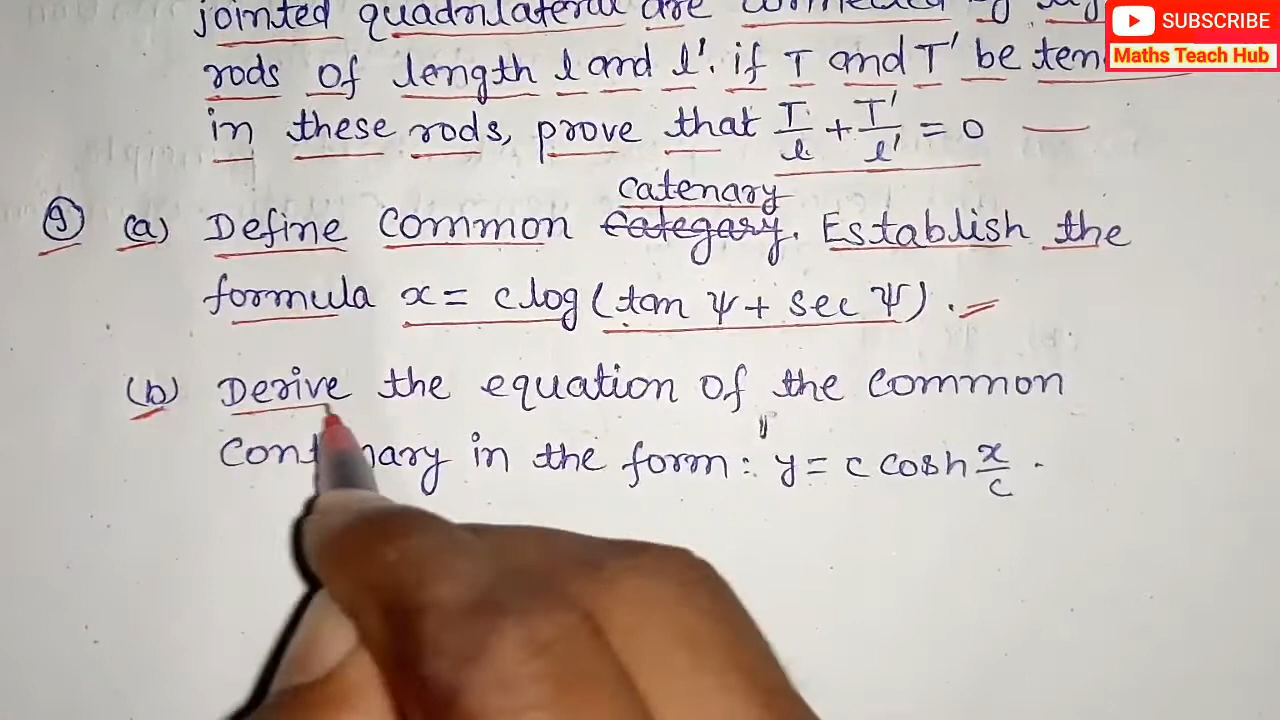 jointed quadrilateral are connected by
SUBSCRIBE
Maths Teach Hub
rods of length l and l'. if T and T' be ten
in these rods, prove that T/l + T'/l' = 0
catenary
9 (a) Define common categary. Establish the
formula x = c log (tan ψ + sec ψ).
(b) Derive the equation of the common
in the form: y = c cosh x/c .